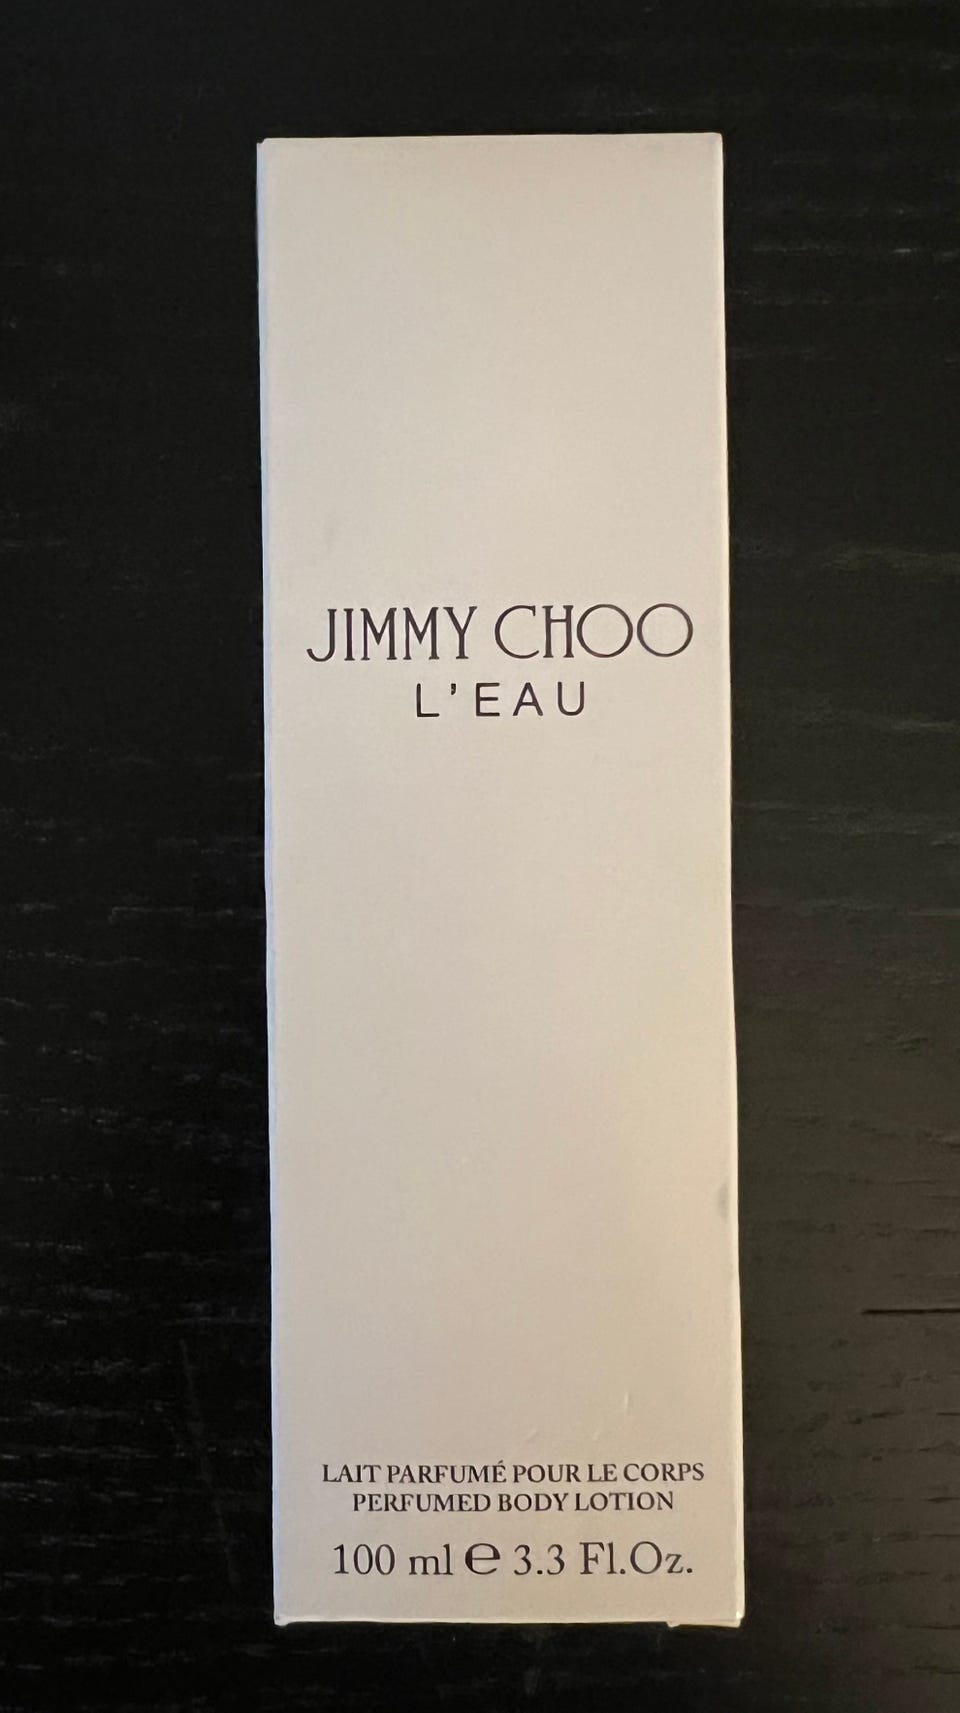 JIMMY CHOO
L'EAU
LAIT PARFUMÉ POUR LE CORPS
PERFUMED BODY LOTION
100 ml ℮ 3.3 Fl.Oz.